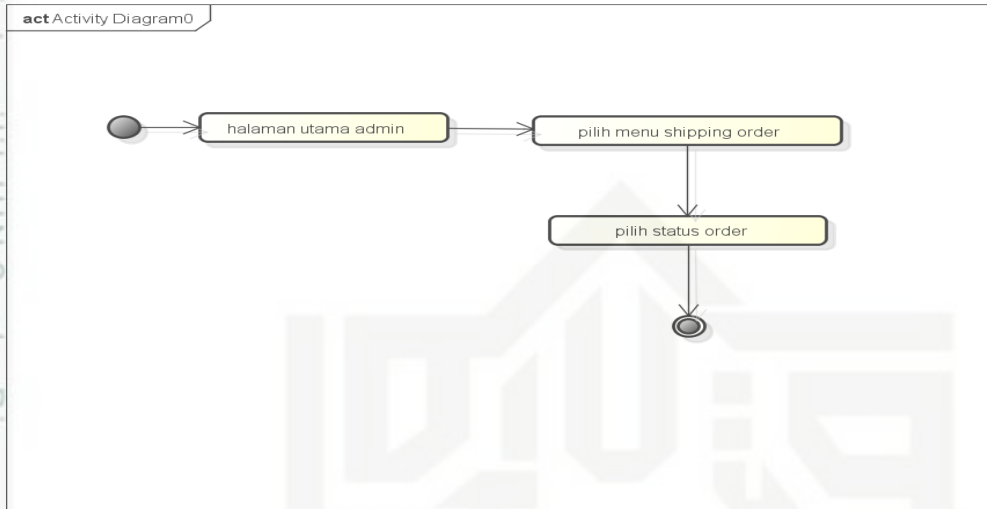 act Activity Diagram0
halaman utama admin
pilih menu shipping order
pilih status order